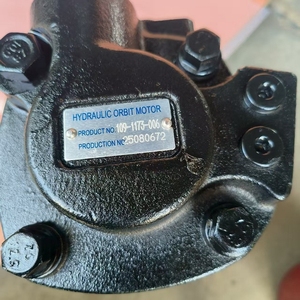 HYDRAULIC ORBIT MOTOR
PRODUCT NO. 109-1173-006
PRODUCTION NO. 25080672